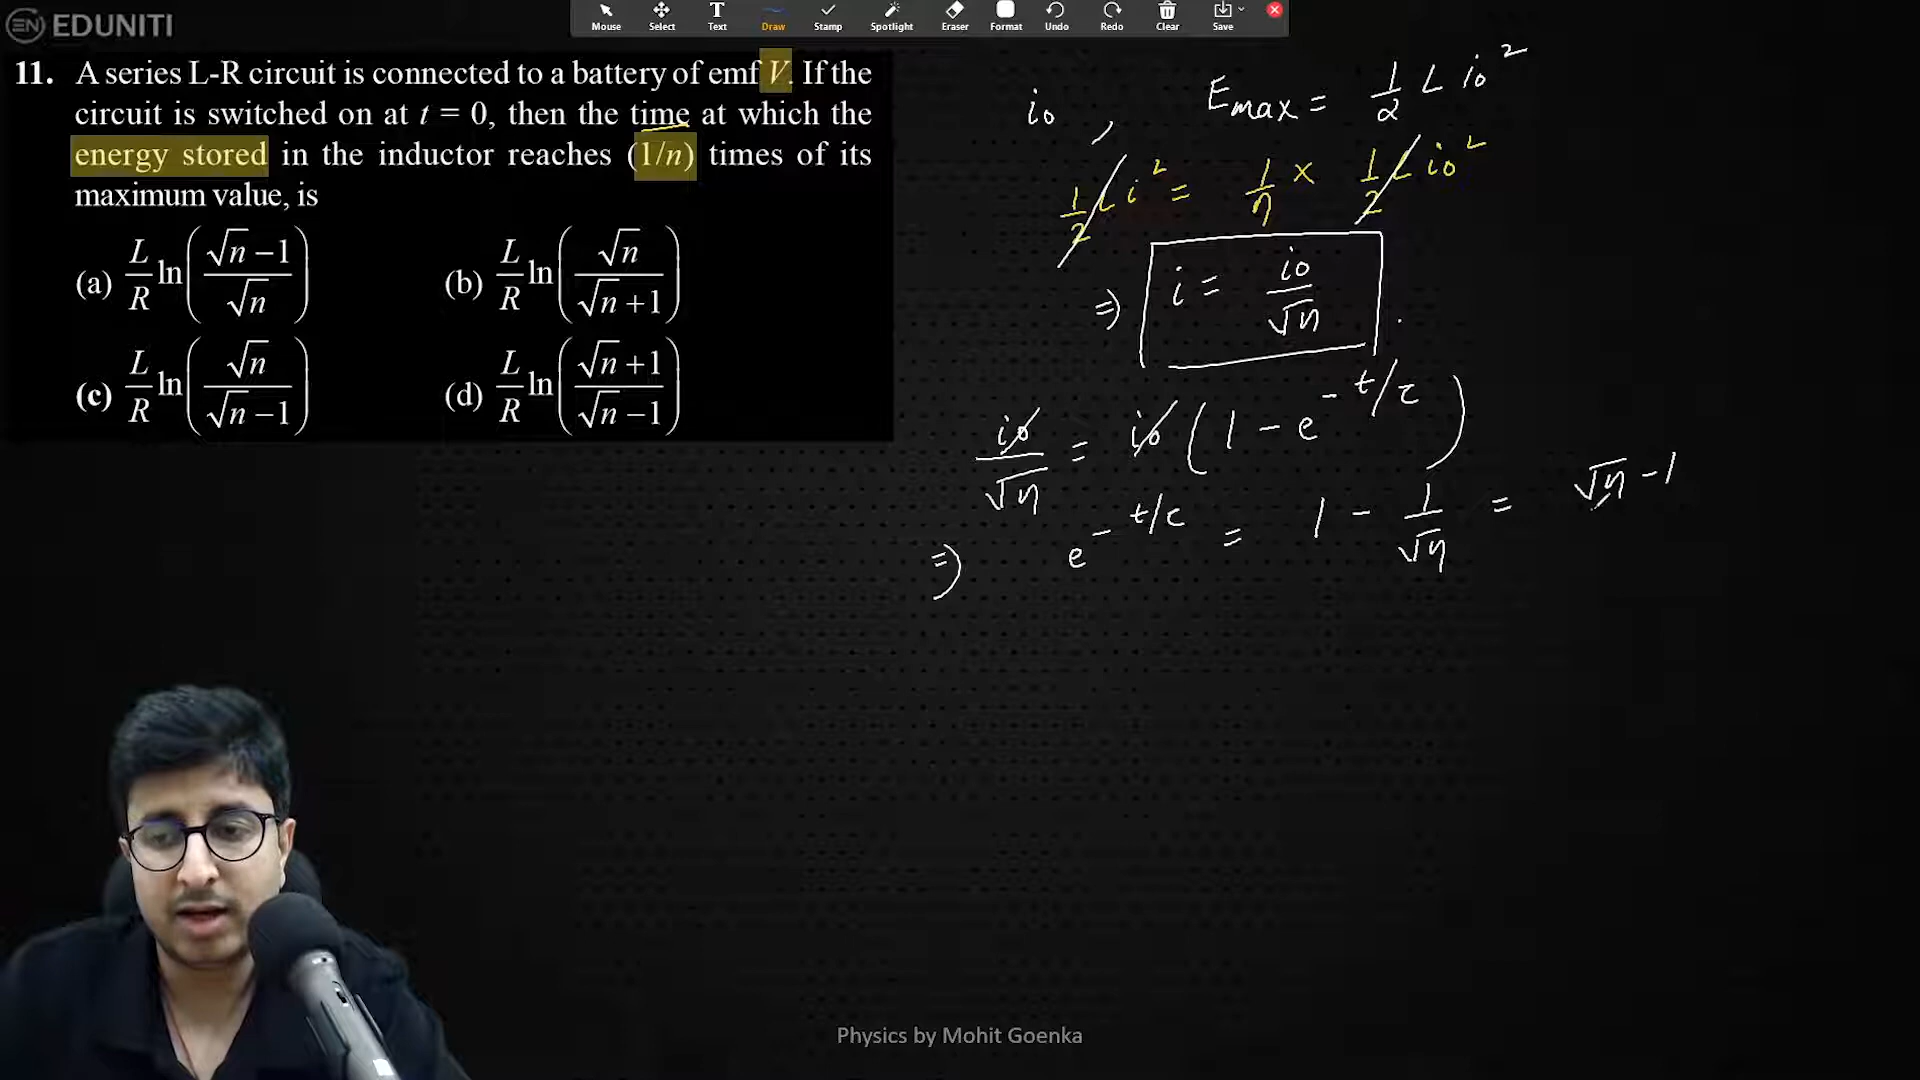 EN EDUNITI
Mouse Select Text Draw Stamp Spotlight Eraser Format Undo Redo Clear Save
11. A series L-R circuit is connected to a battery of emf V. If the
circuit is switched on at t = 0, then the time at which the
energy stored in the inductor reaches (1/n) times of its
maximum value, is
(a) L/R ln(√n − 1/√n) (b) L/R ln(√n/√n + 1)
(c) L/R ln(√n/√n − 1) (d) L/R ln(√n + 1/√n − 1)
i₀ , Emax = 1/2 L i₀²
1/2 L i² = 1/n × 1/2 L i₀²
⇒ i = i₀/√n
i₀/√n = i₀ (1 − e^−t/τ)
⇒ e^−t/τ = 1 − 1/√n = √n − 1
Physics by Mohit Goenka